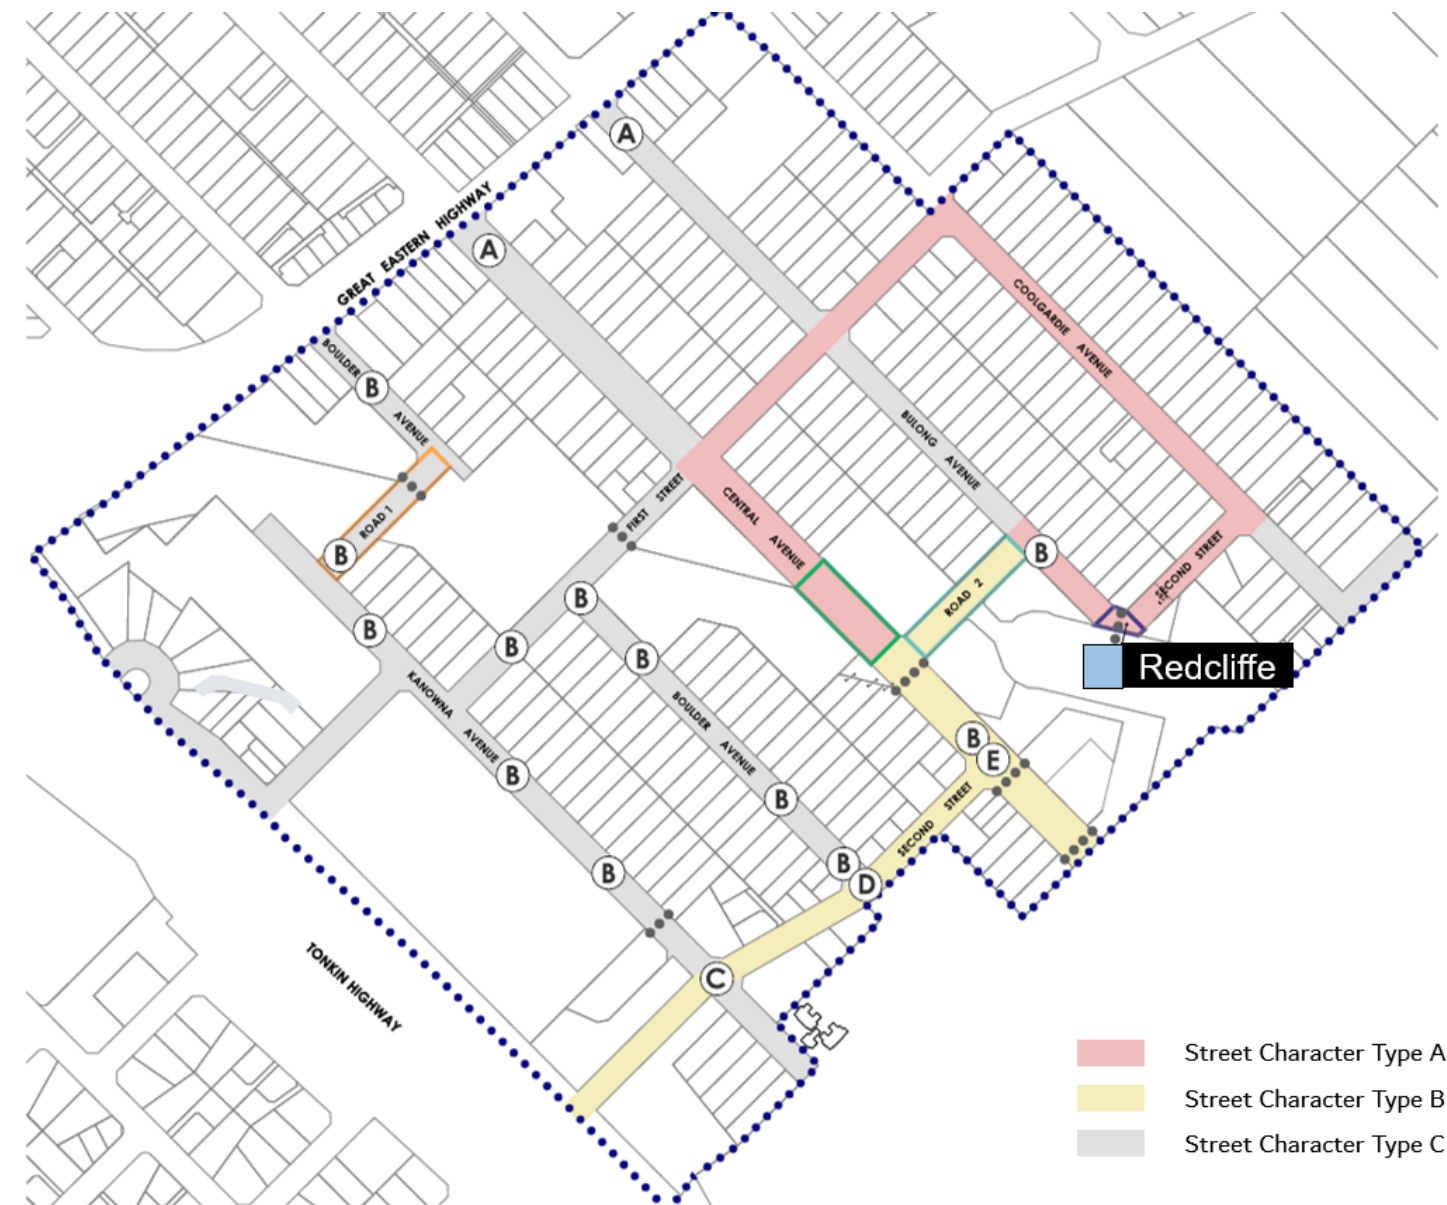 A
GREAT EASTERN HIGHWAY
A
BOULDER AVENUE
B
COOLGARDIE AVENUE
BULONG AVENUE
FIRST STREET
CENTRAL AVENUE
ROAD 1
B
B
SECOND STREET
ROAD 2
B
B
B
B
Redcliffe
KANOWNA AVENUE
BOULDER AVENUE
B
E
B
B
SECOND STREET
B
B
D
C
TONKIN HIGHWAY
Street Character Type A
Street Character Type B
Street Character Type C